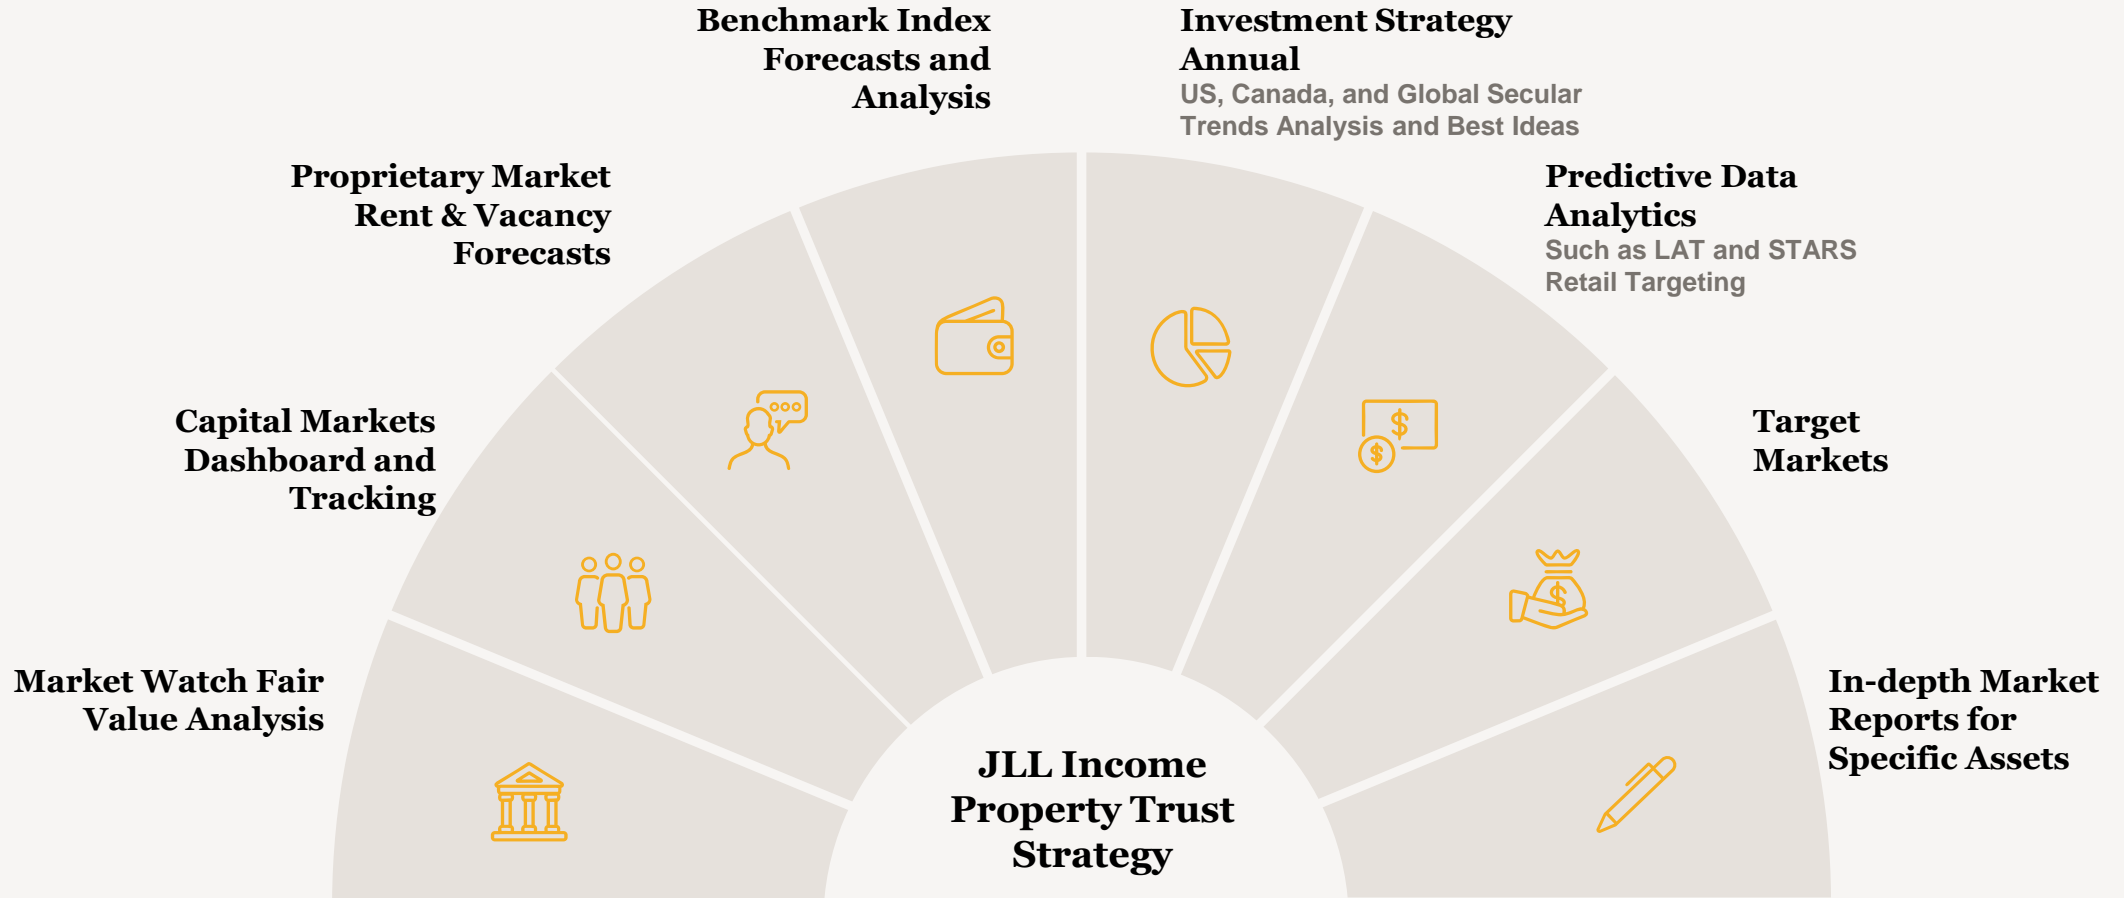 Benchmark Index
Forecasts and
Analysis
Investment Strategy
Annual
US, Canada, and Global Secular
Trends Analysis and Best Ideas
Proprietary Market
Rent & Vacancy
Forecasts
Predictive Data
Analytics
Such as LAT and STARS
Retail Targeting
Capital Markets
Dashboard and
Tracking
Target
Markets
Market Watch Fair
Value Analysis
In-depth Market
Reports for
Specific Assets
JLL Income
Property Trust
Strategy
$
$
$